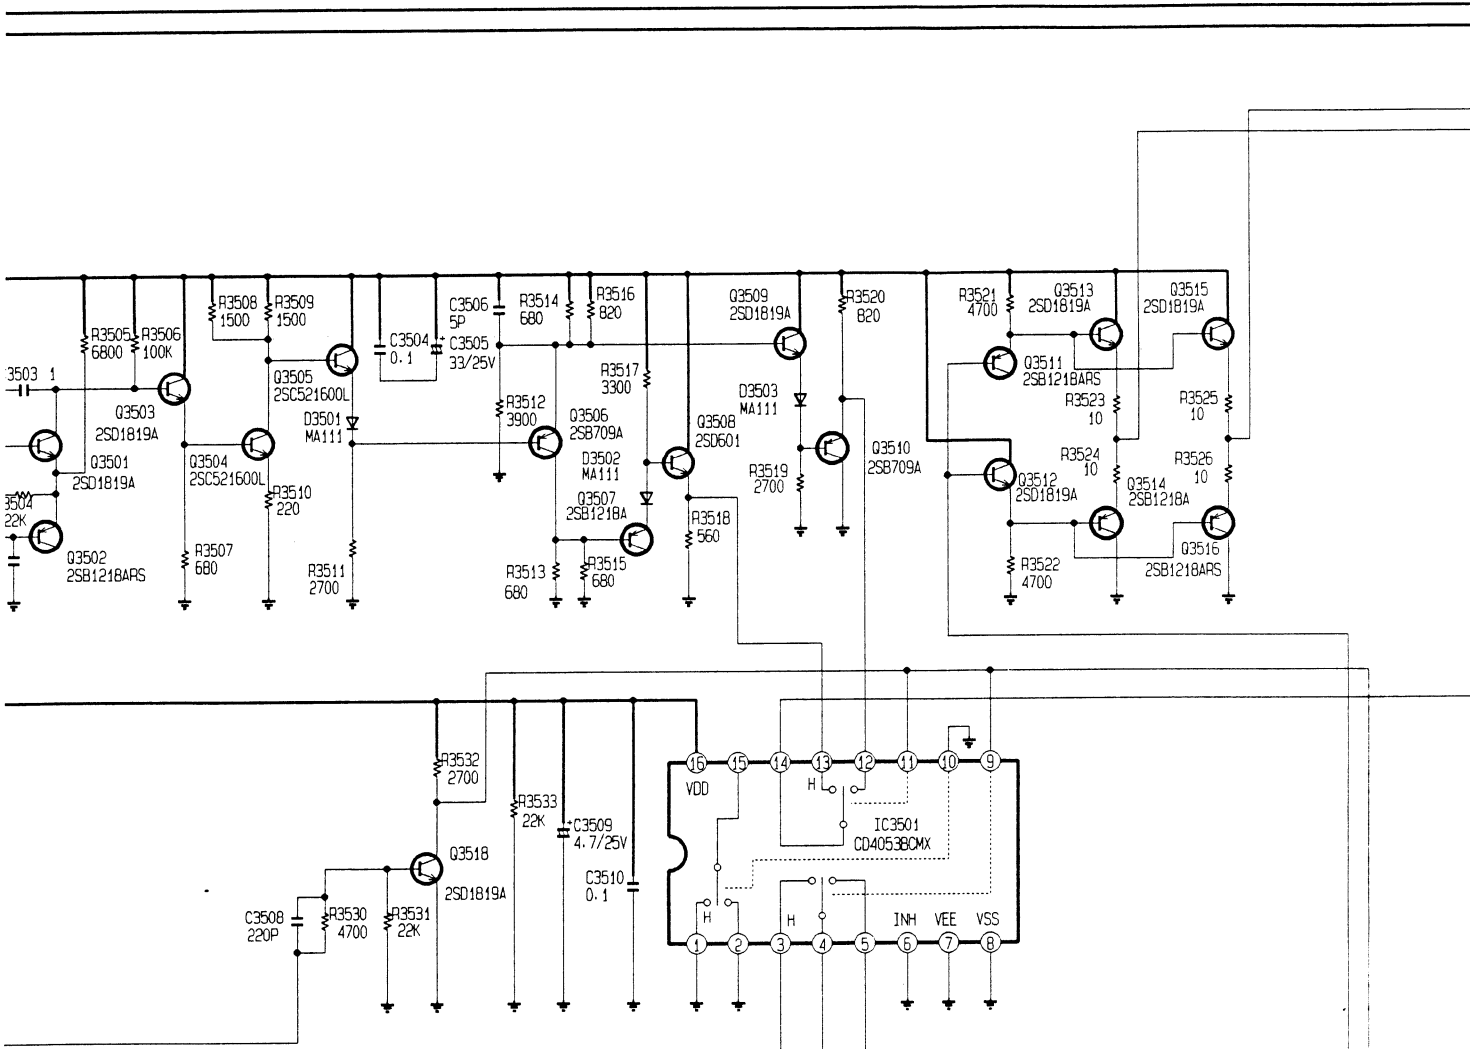 R3505
6800
R3506
100K
R3508
1500
R3509
1500
C3504
0.1
C3506
5P
C3505
33/25V
R3514
680
R3516
820
Q3509
2SD1819A
R3520
820
R3521
4700
Q3513
2SD1819A
Q3515
2SD1819A
3503 1
Q3503
2SD1819A
Q3505
2SC521600L
D3501
MA111
R3512
3900
Q3506
2SB709A
R3517
3300
D3502
MA111
Q3508
2SD601
D3503
MA111
Q3511
2SB1218ARS
R3523
10
R3525
10
Q3501
2SD1819A
Q3504
2SC521600L
R3510
220
Q3507
2SB1218A
R3519
2700
Q3510
2SB709A
Q3512
2SD1819A
R3524
10
Q3514
2SB1218A
R3526
10
3504
22K
Q3502
2SB1218ARS
R3507
680
R3511
2700
R3513
680
R3515
680
R3518
560
R3522
4700
Q3516
2SB1218ARS
R3532
2700
R3533
22K
C3509
4.7/25V
C3510
0.1
Q3518
2SD1819A
C3508
220P
R3530
4700
R3531
22K
16 15 14 13 12 11 10 9
VDD
H
IC3501
CD4053BCMX
H H INH VEE VSS
1 2 3 4 5 6 7 8